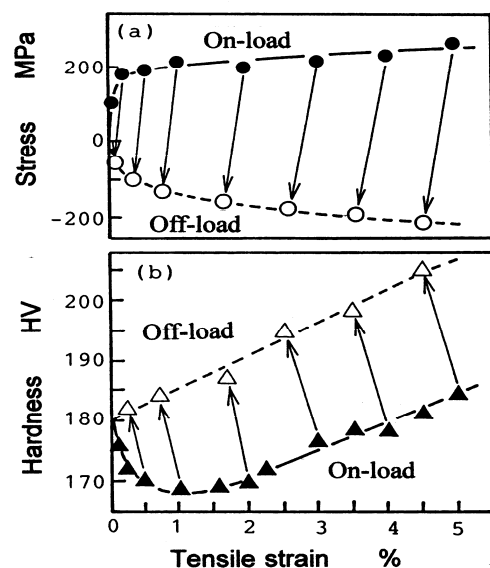 (a)
On-load
Stress MPa
200
0
-200
Off-load
(b)
Hardness HV
200
190
180
170
Off-load
On-load
0 1 2 3 4 5
Tensile strain %